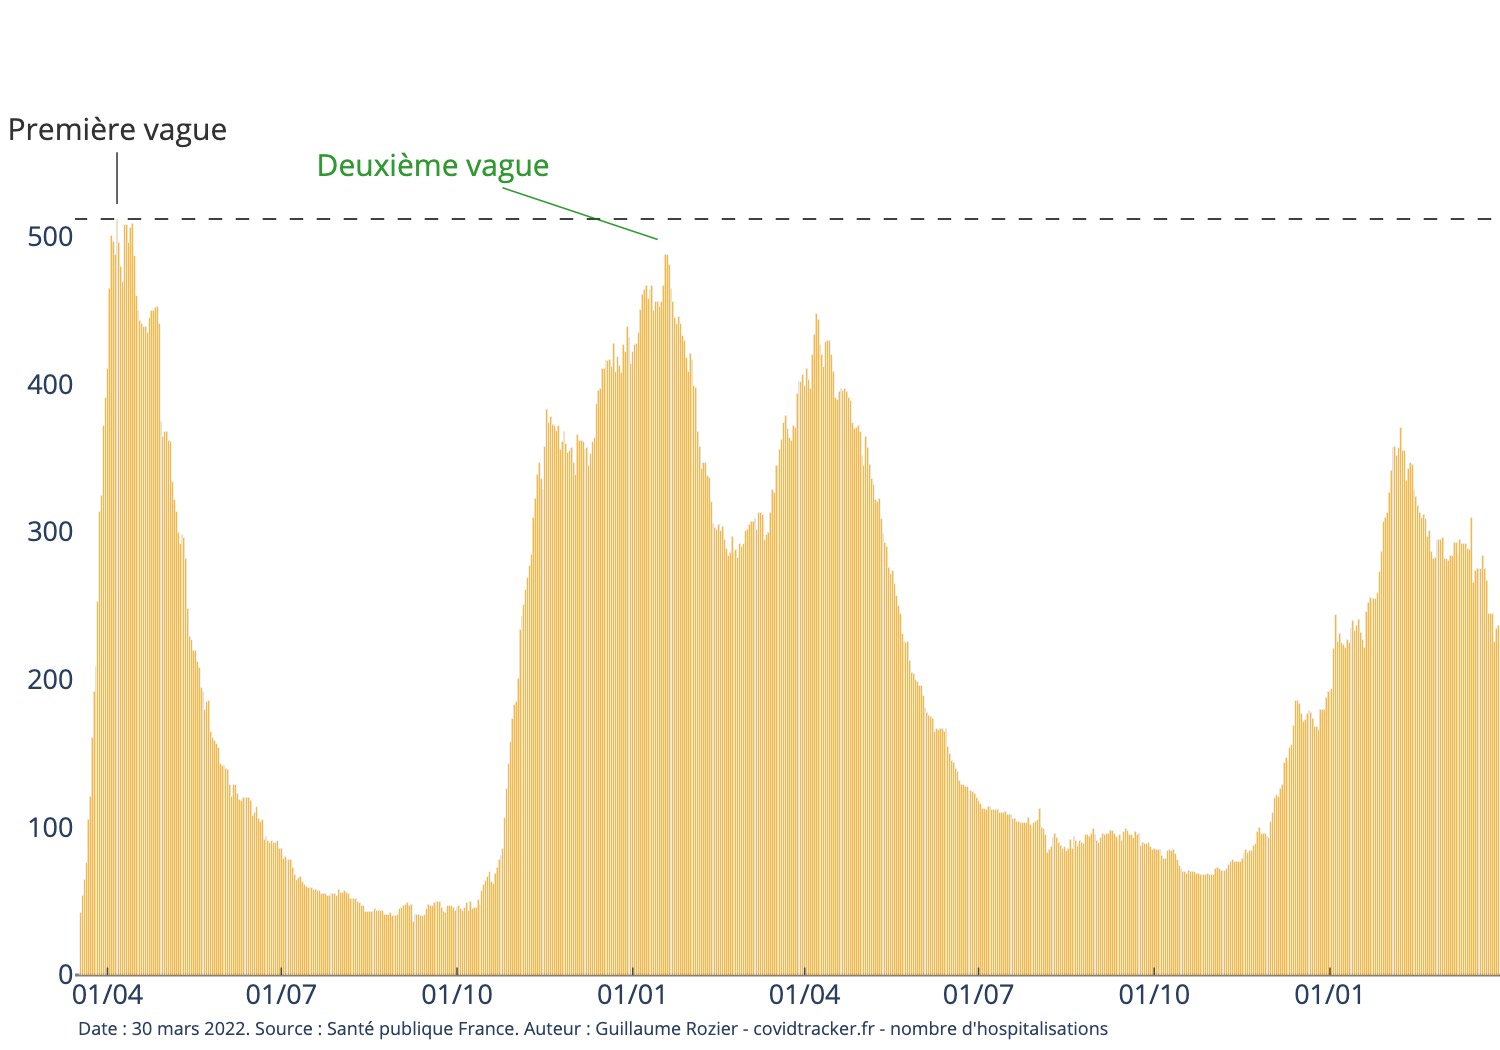 Première vague
Deuxième vague
500
400
300
200
100
0
01/04 01/07 01/10 01/01 01/04 01/07 01/10 01/01
Date : 30 mars 2022. Source : Santé publique France. Auteur : Guillaume Rozier - covidtracker.fr - nombre d'hospitalisations